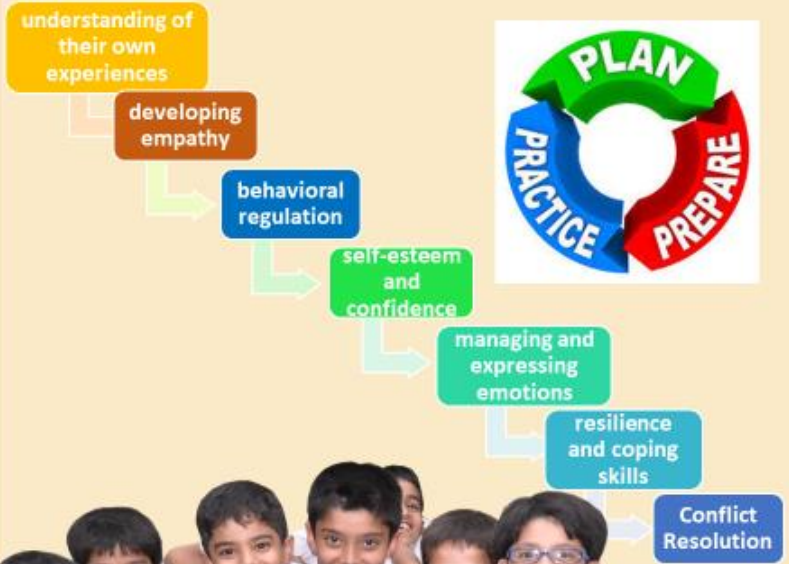 understanding of
their own
experiences
developing
empathy
behavioral
regulation
self-esteem
and
confidence
managing and
expressing
emotions
resilience
and coping
skills
Conflict
Resolution
PLAN
PREPARE
PRACTICE